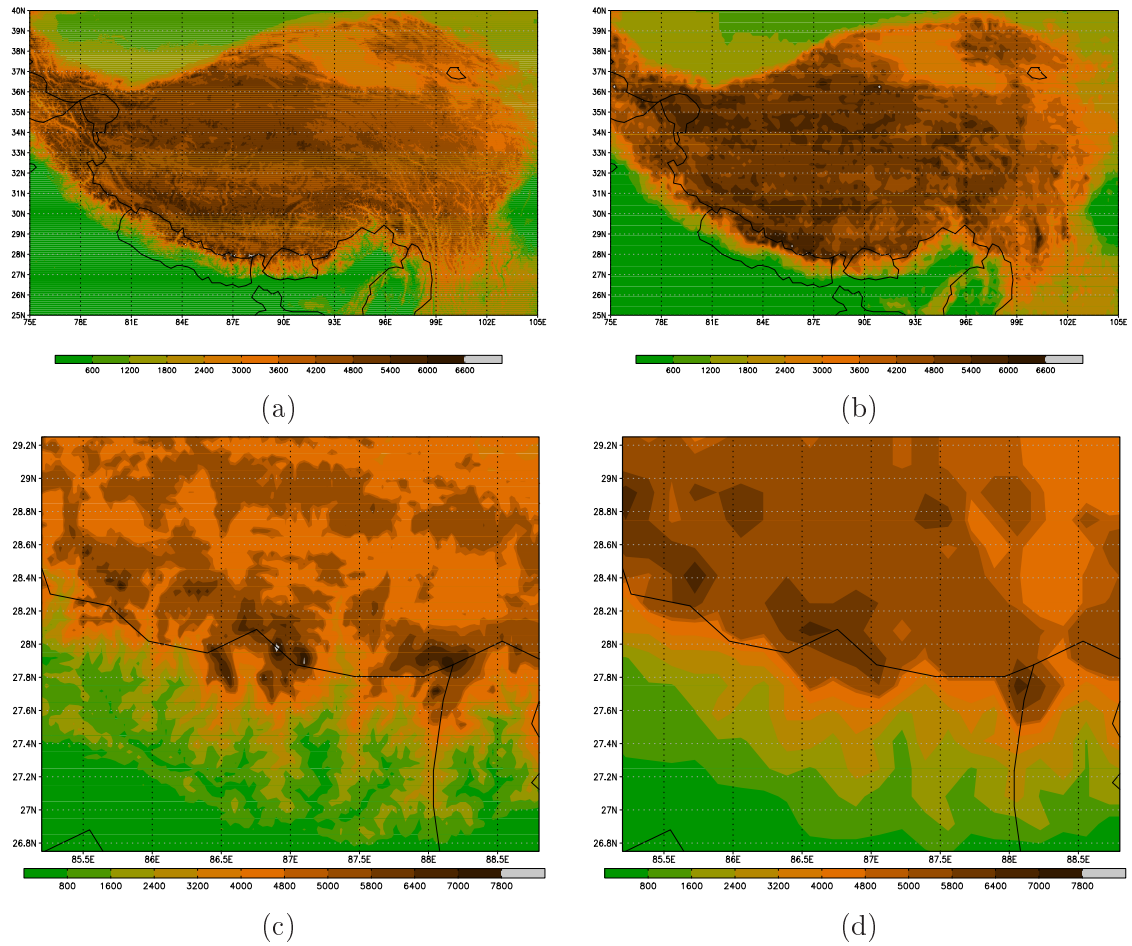 40N 39N 38N 37N 36N 35N 34N 33N 32N 31N 30N 29N 28N 27N 26N 25N
75E 78E 81E 84E 87E 90E 93E 96E 99E 102E 105E
600 1200 1800 2400 3000 3600 4200 4800 5400 6000 6600
(a)
40N 39N 38N 37N 36N 35N 34N 33N 32N 31N 30N 29N 28N 27N 26N 25N
75E 78E 81E 84E 87E 90E 93E 96E 99E 102E 105E
600 1200 1800 2400 3000 3600 4200 4800 5400 6000 6600
(b)
29.2N 29N 28.8N 28.6N 28.4N 28.2N 28N 27.8N 27.6N 27.4N 27.2N 27N 26.8N
85.5E 86E 86.5E 87E 87.5E 88E 88.5E
800 1600 2400 3200 4000 5000 5800 6400 7000 7800
(c)
29.2N 29N 28.8N 28.6N 28.4N 28.2N 28N 27.8N 27.6N 27.4N 27.2N 27N 26.8N
85.5E 86E 86.5E 87E 87.5E 88E 88.5E
800 1600 2400 3200 4000 5000 5800 6400 7000 7800
(d)